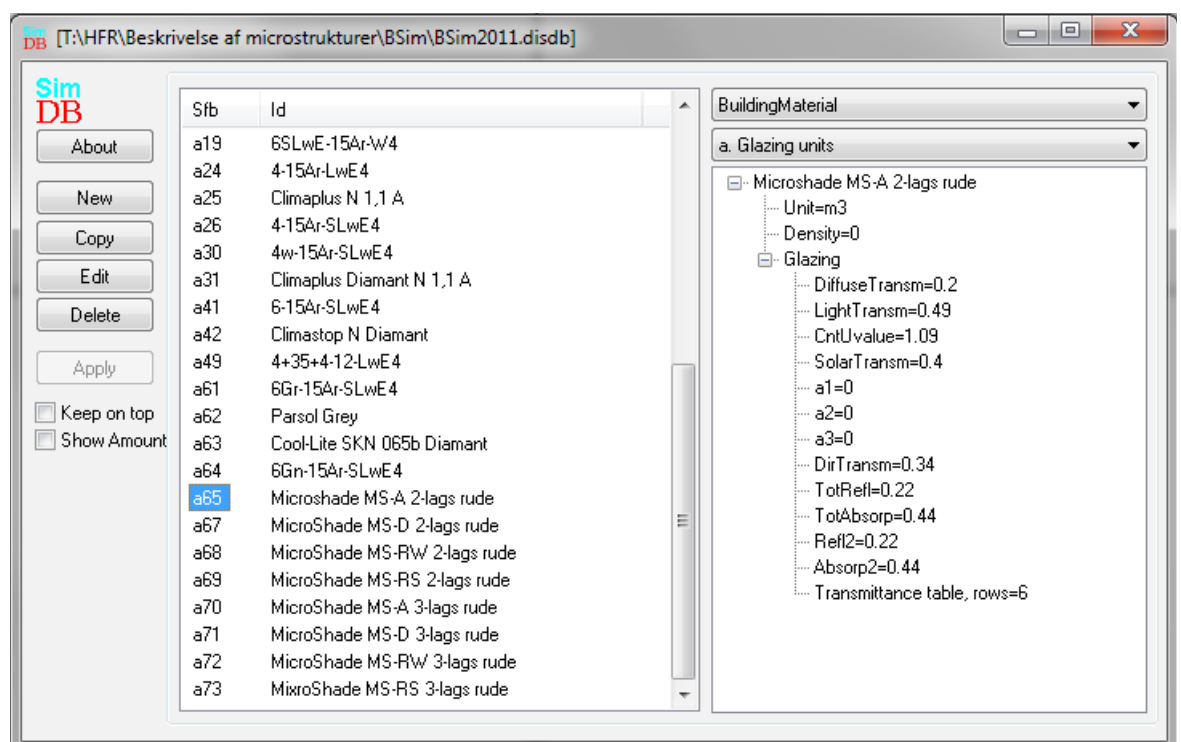 Sim DB [T:\HFR\Beskrivelse af microstrukturer\BSim\BSim2011.disdb]
Sim
DB
About
New
Copy
Edit
Delete
Apply
Keep on top
Show Amount
Sfb Id
a19 6SLwE-15Ar-W4
a24 4-15Ar-LwE4
a25 Climaplus N 1,1 A
a26 4-15Ar-SLwE4
a30 4w-15Ar-SLwE4
a31 Climaplus Diamant N 1,1 A
a41 6-15Ar-SLwE4
a42 Climastop N Diamant
a49 4+35+4-12-LwE4
a61 6Gr-15Ar-SLwE4
a62 Parsol Grey
a63 Cool-Lite SKN 065b Diamant
a64 6Gn-15Ar-SLwE4
a65 Microshade MS-A 2-lags rude
a67 MicroShade MS-D 2-lags rude
a68 MicroShade MS-RW 2-lags rude
a69 MicroShade MS-RS 2-lags rude
a70 MicroShade MS-A 3-lags rude
a71 MicroShade MS-D 3-lags rude
a72 MicroShade MS-RW 3-lags rude
a73 MixroShade MS-RS 3-lags rude
BuildingMaterial
a. Glazing units
Microshade MS-A 2-lags rude
Unit=m3
Density=0
Glazing
DiffuseTransm=0.2
LightTransm=0.49
CntUvalue=1.09
SolarTransm=0.4
a1=0
a2=0
a3=0
DirTransm=0.34
TotRefl=0.22
TotAbsorp=0.44
Refl2=0.22
Absorp2=0.44
Transmittance table, rows=6